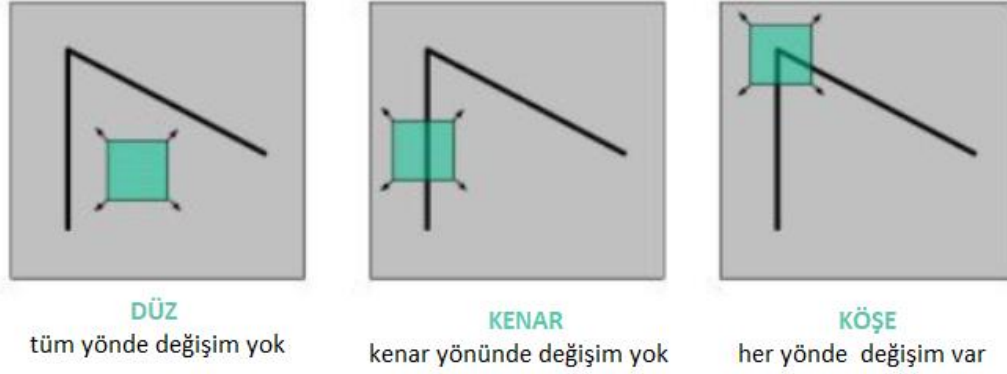 DÜZ
tüm yönde değişim yok
KENAR
kenar yönünde değişim yok
KÖŞE
her yönde değişim var